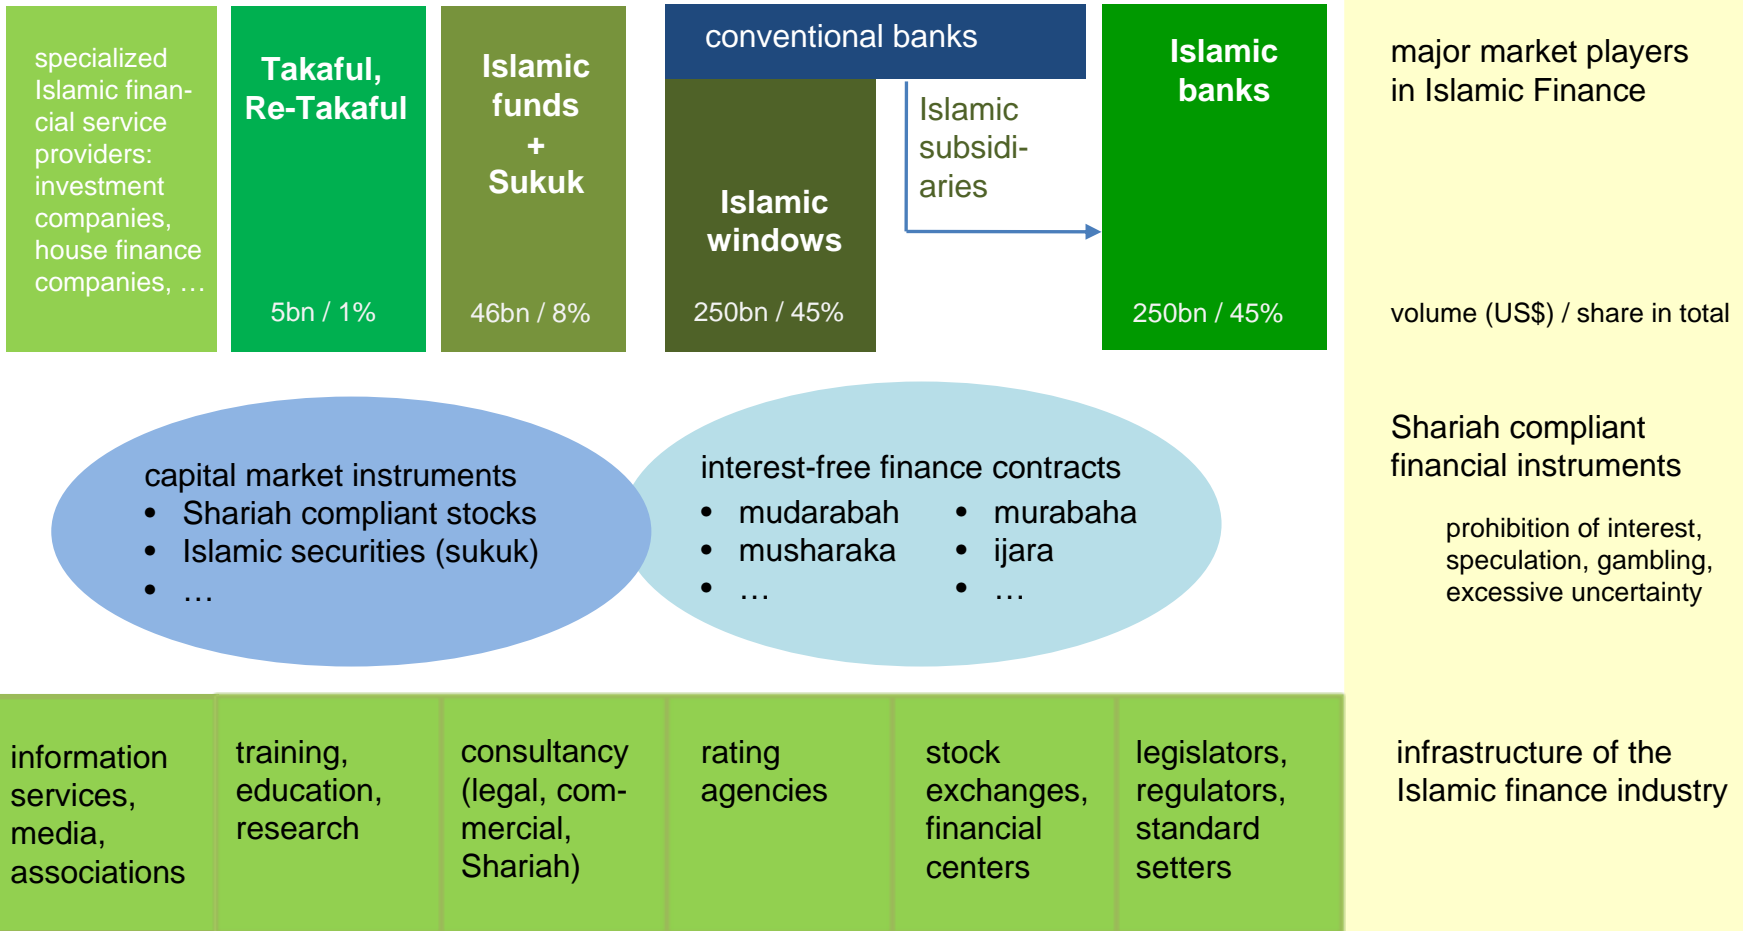 specialized
Islamic finan-
cial service
providers:
investment
companies,
house finance
companies, …
Takaful,
Re-Takaful
5bn / 1%
Islamic
funds
+
Sukuk
46bn / 8%
conventional banks
Islamic
windows
250bn / 45%
Islamic
subsidi-
aries
Islamic
banks
250bn / 45%
major market players
in Islamic Finance
volume (US$) / share in total
capital market instruments
• Shariah compliant stocks
• Islamic securities (sukuk)
• …
interest-free finance contracts
• mudarabah • murabaha
• musharaka • ijara
• … • …
Shariah compliant
financial instruments
prohibition of interest,
speculation, gambling,
excessive uncertainty
information
services,
media,
associations
training,
education,
research
consultancy
(legal, com-
mercial,
Shariah)
rating
agencies
stock
exchanges,
financial
centers
legislators,
regulators,
standard
setters
infrastructure of the
Islamic finance industry